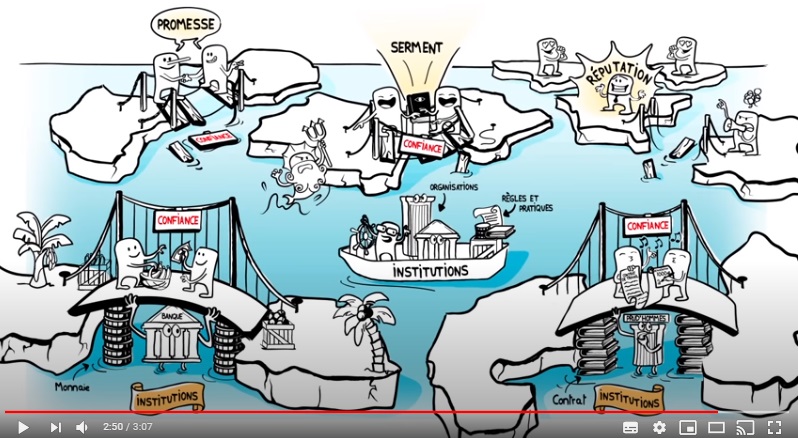 PROMESSE
SERMENT
RÉPUTATION
CONFIANCE
CONFIANCE
ORGANISATIONS
RÈGLES ET
PRATIQUES
INSTITUTIONS
CONFIANCE
CONFIANCE
BANQUE
PRUD'HOMMES
Monnaie
Contrat
INSTITUTIONS
INSTITUTIONS
2:50 / 3:07